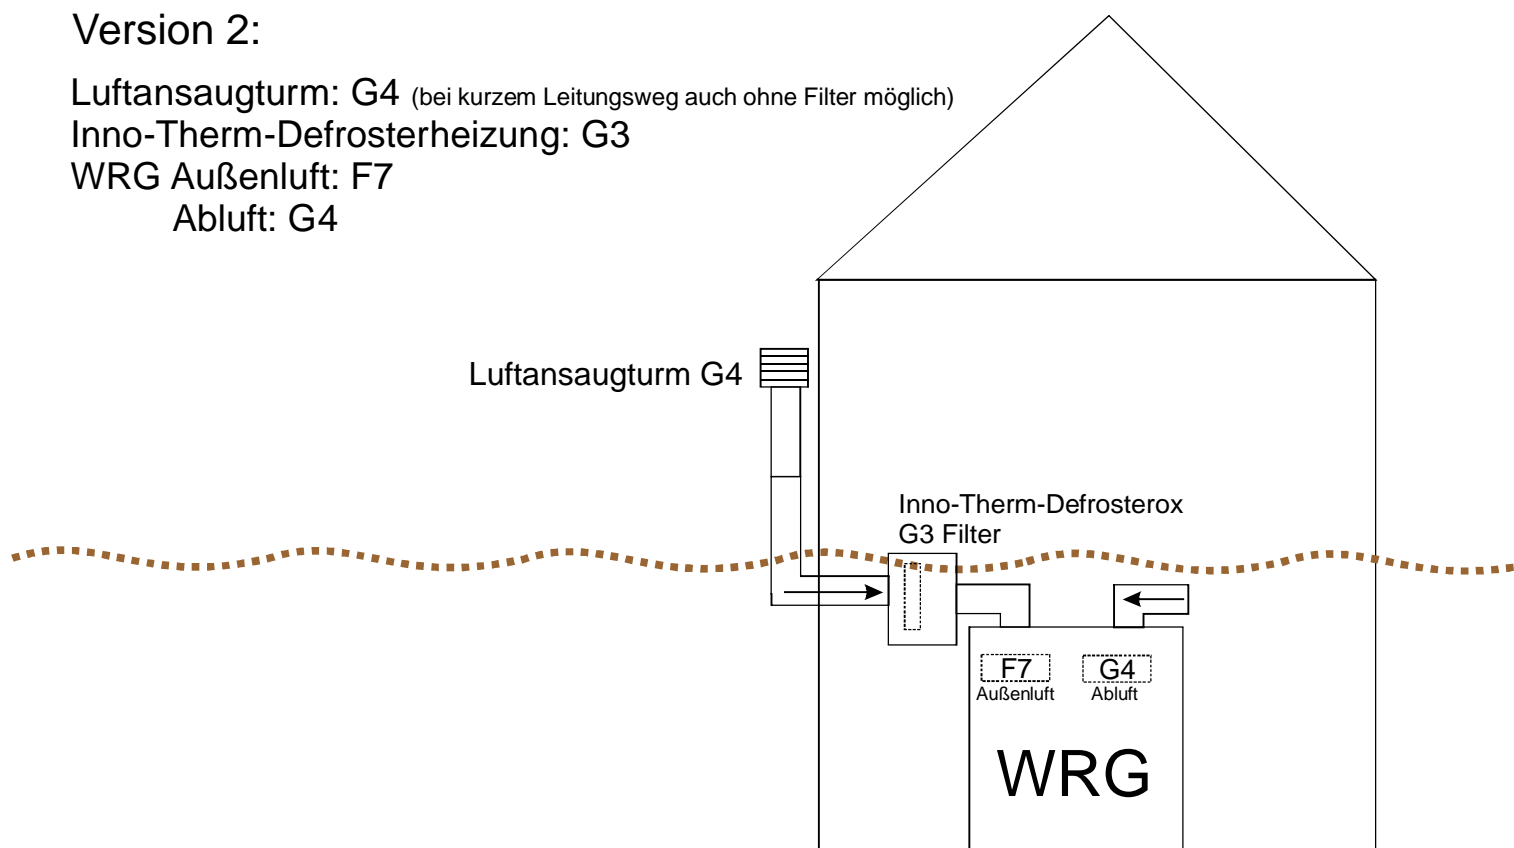 Version 2:
Luftansaugturm: G4 (bei kurzem Leitungsweg auch ohne Filter möglich)
Inno-Therm-Defrosterheizung: G3
WRG Außenluft: F7
Abluft: G4
Luftansaugturm G4
Inno-Therm-Defrosterox
G3 Filter
F7
Außenluft
G4
Abluft
WRG